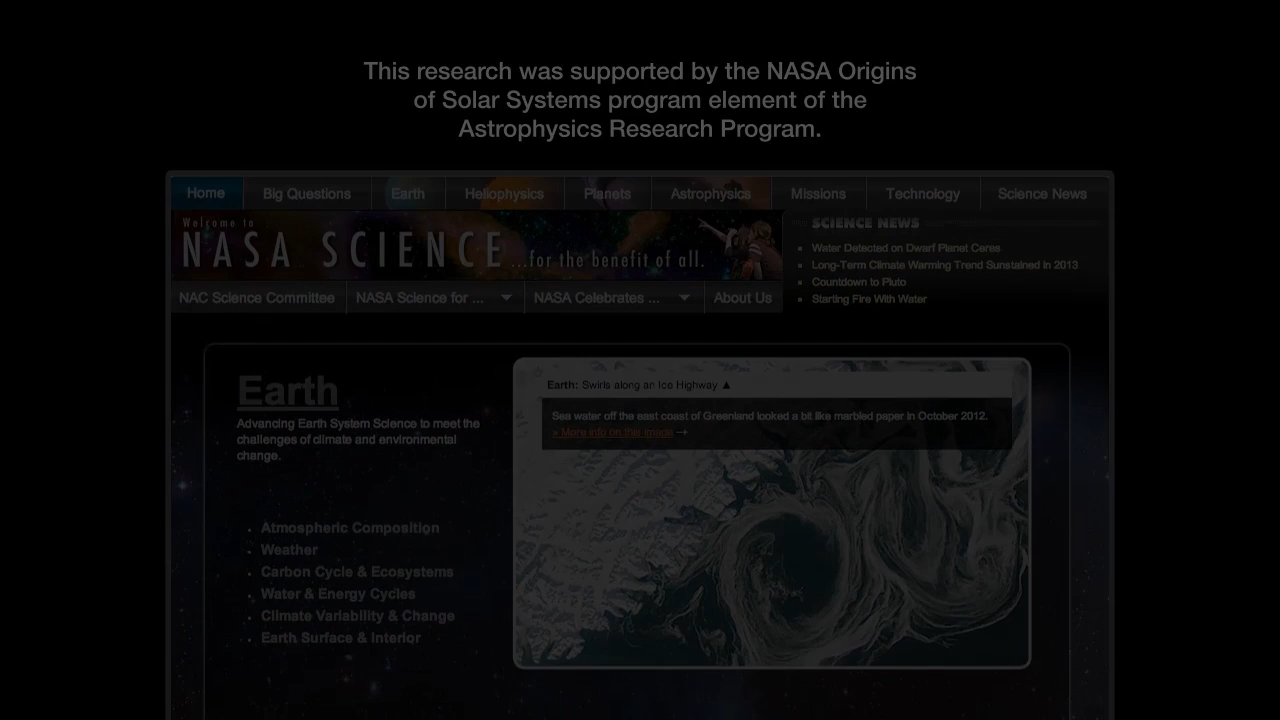 This research was supported by the NASA Origins
of Solar Systems program element of the
Astrophysics Research Program.
Home Big Questions Earth Heliophysics Planets Astrophysics Missions Technology Science News
Welcome to
NASA SCIENCE ...for the benefit of all.
NAC Science Committee NASA Science for ... NASA Celebrates ... About Us
SCIENCE NEWS
Water Detected on Dwarf Planet Ceres
Long-Term Climate Warming Trend Sunstained in 2013
Countdown to Pluto
Starting Fire With Water
Earth
Advancing Earth System Science to meet the
challenges of climate and environmental
change.
Atmospheric Composition
Weather
Carbon Cycle & Ecosystems
Water & Energy Cycles
Climate Variability & Change
Earth Surface & Interior
Earth: Swirls along an Ice Highway ▲
Sea water off the east coast of Greenland looked a bit like marbled paper in October 2012.
» More info on this image →